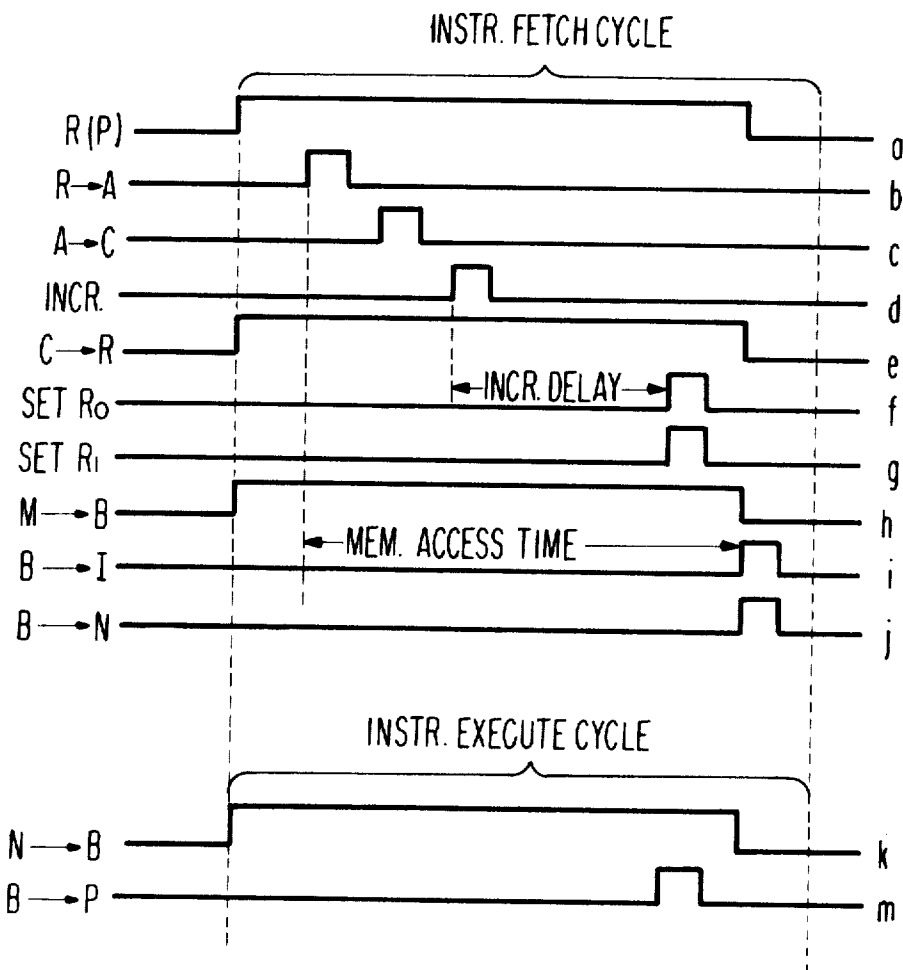 INSTR. FETCH CYCLE
R(P) a
R→A b
A→C c
INCR. d
C→R e
INCR. DELAY
SET R0 f
SET R1 g
M→B h
MEM. ACCESS TIME
B→I i
B→N j
INSTR. EXECUTE CYCLE
N→B k
B→P m